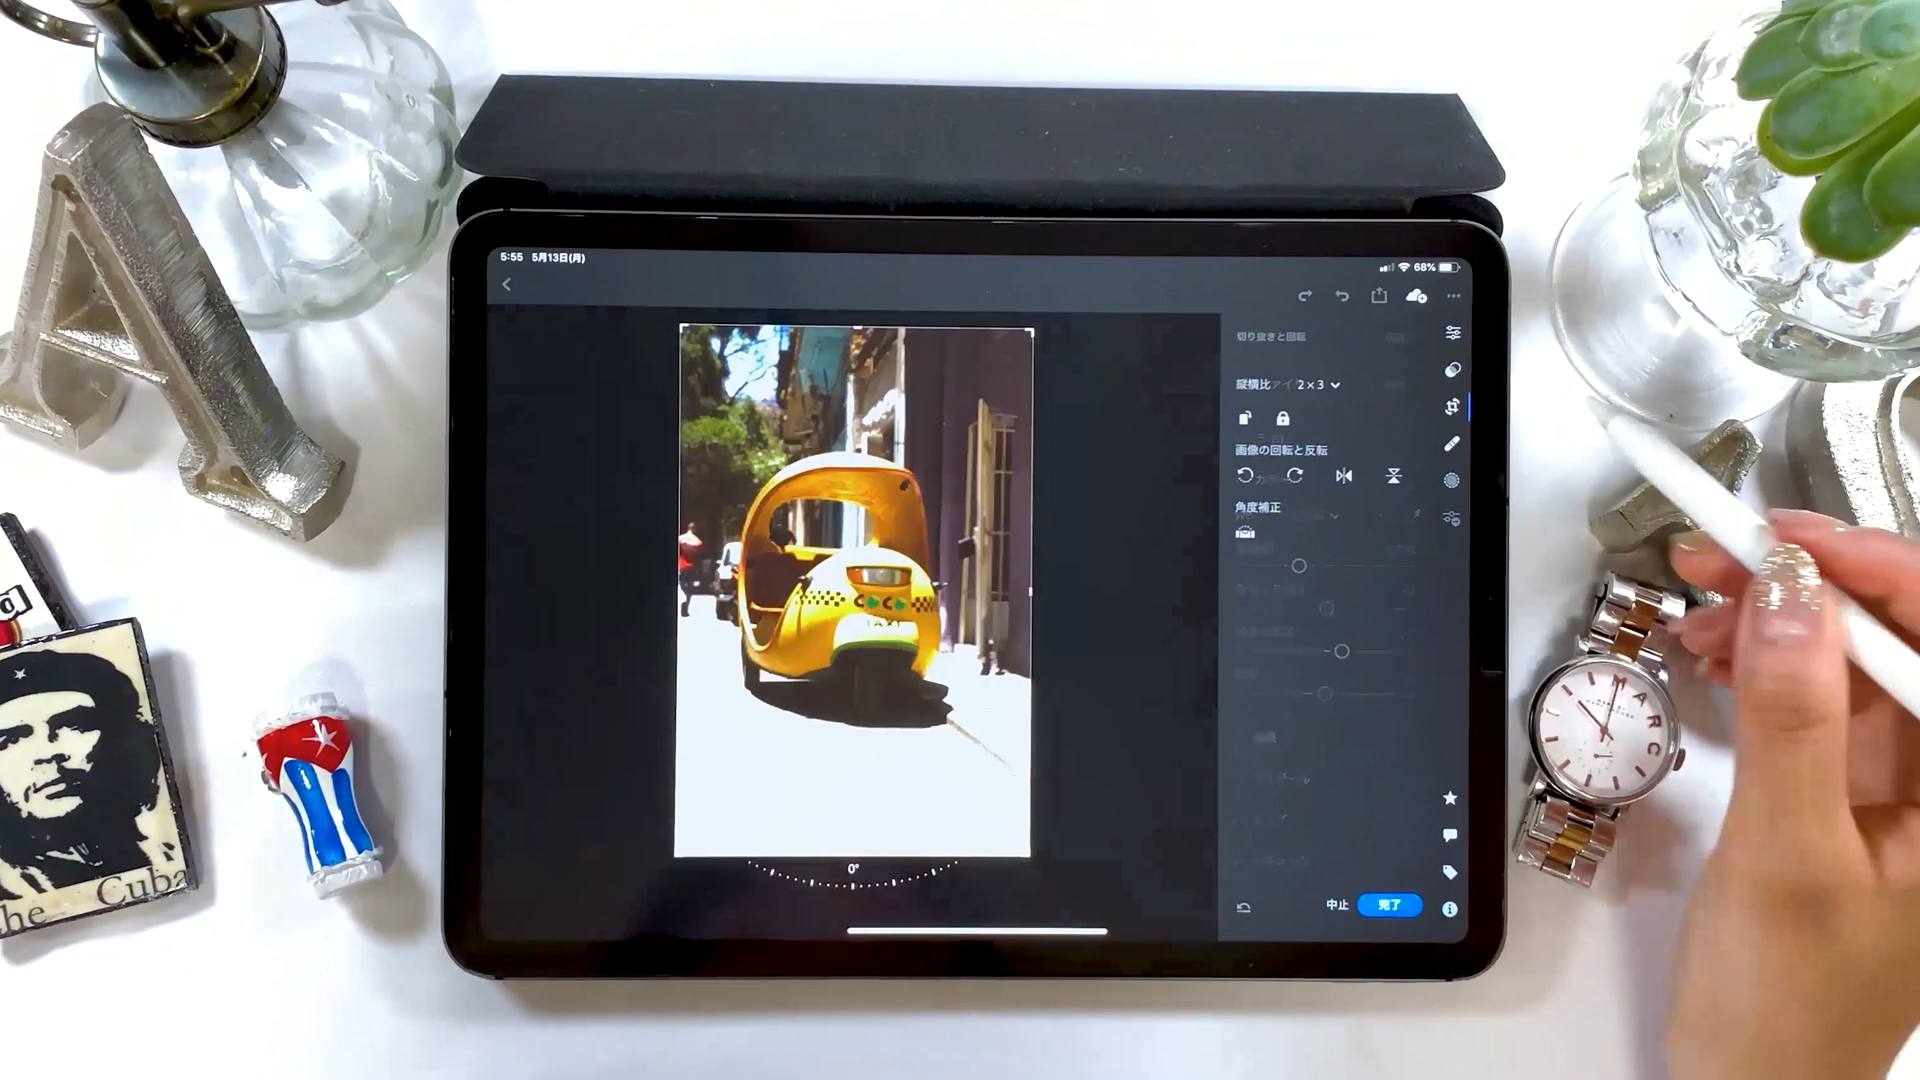 5:55 5月13日(月)
68%
切り抜きと回転
縦横比 2×3
画像の回転と反転
角度補正
COCO
TAXI
0°
中止
完了
MARC
Cuba
he